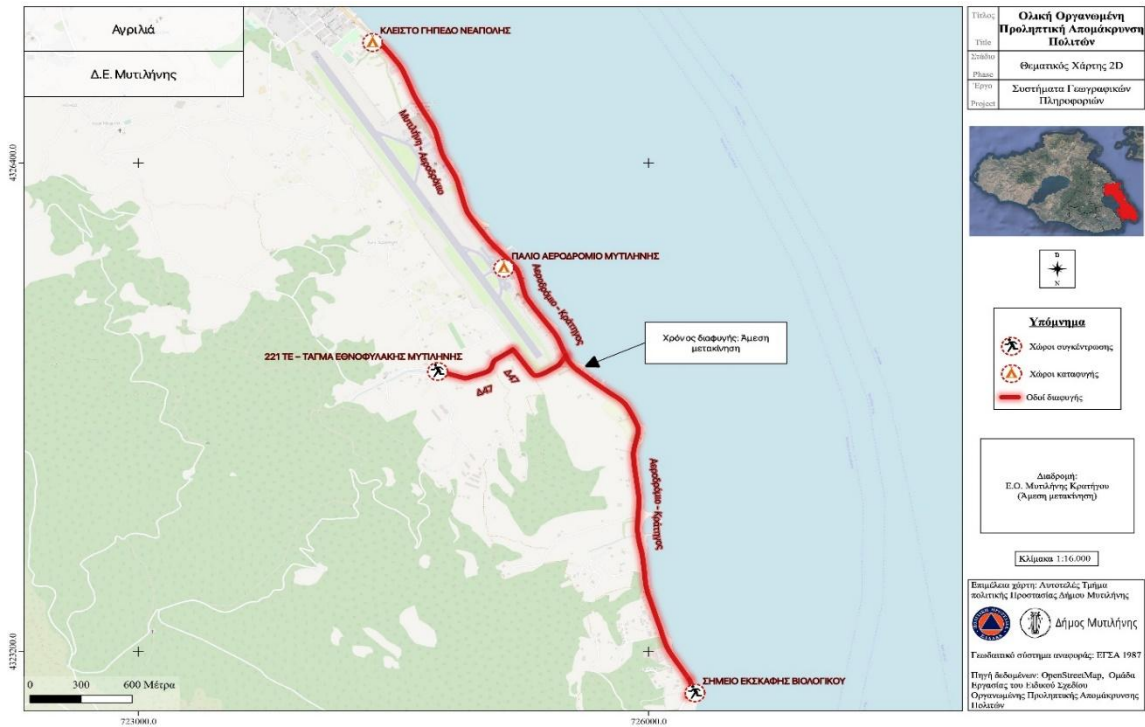 Αγριλιά
Δ.Ε. Μυτιλήνης
ΚΛΕΙΣΤΟ ΓΗΠΕΔΟ ΝΕΑΠΟΛΗΣ
Μυτιλήνη - Αεροδρόμιο
ΠΑΛΙΟ ΑΕΡΟΔΡΟΜΙΟ ΜΥΤΙΛΗΝΗΣ
Αεροδρόμιο - Κράτηγος
Χρόνος διαφυγής: Άμεση
μετακίνηση
221 ΤΕ – ΤΑΓΜΑ ΕΘΝΟΦΥΛΑΚΗΣ ΜΥΤΙΛΗΝΗΣ
Δ47
Δ47
Αεροδρόμιο - Κράτηγος
ΣΗΜΕΙΟ ΕΚΣΚΑΦΗΣ ΒΙΟΛΟΓΙΚΟΥ
4326400.0
4323200.0
0 300 600 Μέτρα
723000.0
726000.0
Τίτλος
Title
Ολική Οργανωμένη
Προληπτική Απομάκρυνση
Πολιτών
Στάδιο
Phase
Θεματικός Χάρτης 2D
Έργο
Project
Συστήματα Γεωγραφικών
Πληροφοριών
N
Υπόμνημα
Χώροι συγκέντρωσης
Χώροι καταφυγής
Οδοί διαφυγής
Διαδρομή:
Ε.Ο. Μυτιλήνης Κρατήγου
(Άμεση μετακίνηση)
Κλίμακα 1:16.000
Επιμέλεια χάρτη: Αυτοτελές Τμήμα
πολιτικής Προστασίας Δήμου Μυτιλήνης
Δήμος Μυτιλήνης
Γεωδαιτικό σύστημα αναφοράς: ΕΓΣΑ 1987
Πηγή δεδομένων: OpenStreetMap, Ομάδα
Εργασίας του Ειδικού Σχεδίου
Οργανωμένης Προληπτικής Απομάκρυνσης
Πολιτών